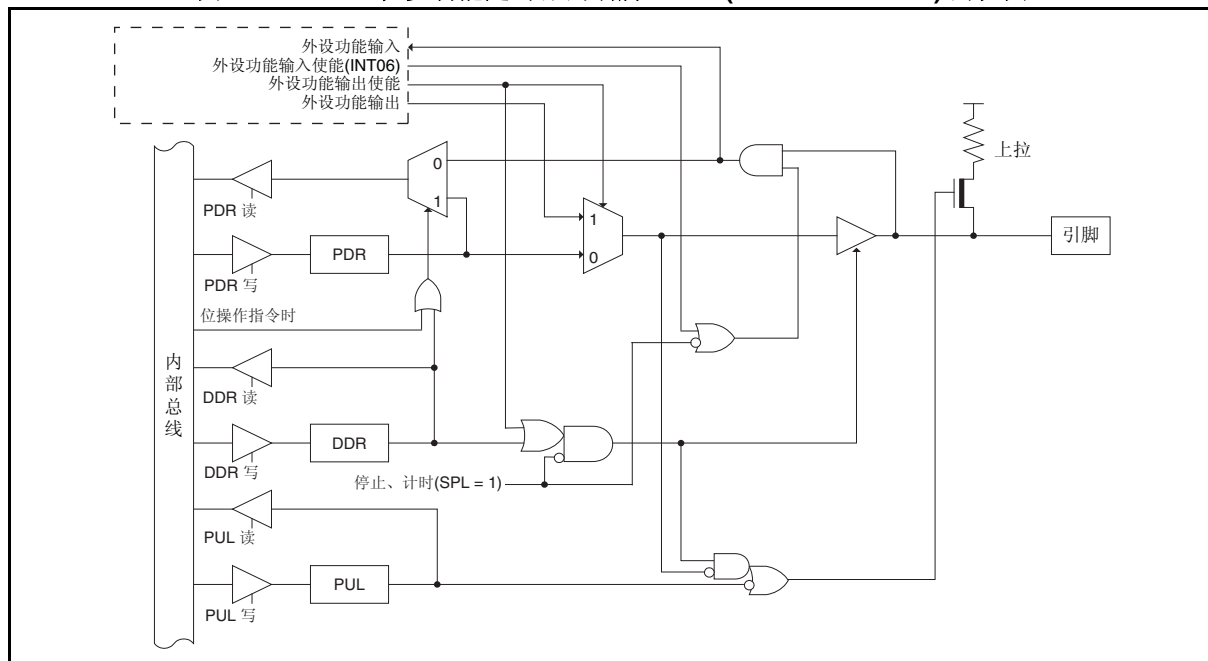 外设功能输入
外设功能输入使能(INT06)
外设功能输出使能
外设功能输出
上拉
0
1
PDR 读
1
0
引脚
PDR
PDR 写
位操作指令时
内部总线
DDR 读
DDR
DDR 写
停止、计时(SPL = 1)
PUL 读
PUL
PUL 写